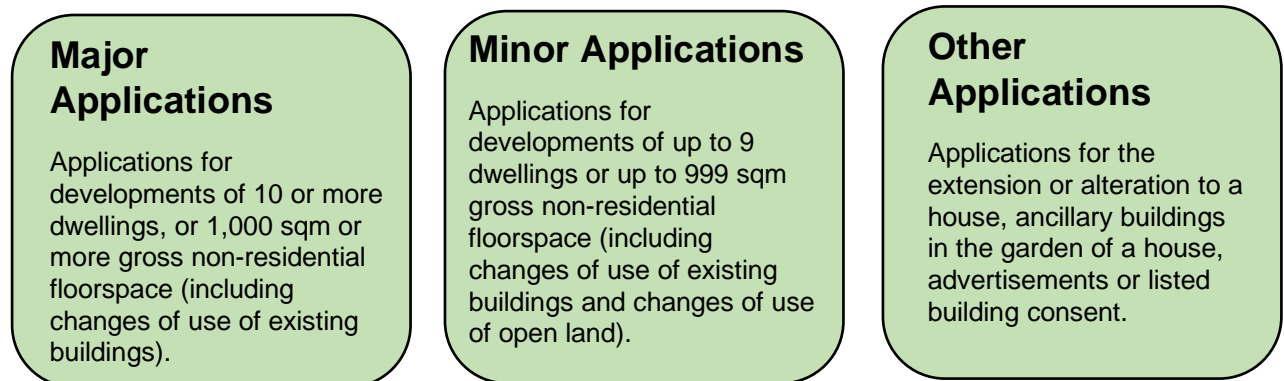 Major
Applications
Applications for
developments of 10 or more
dwellings, or 1,000 sqm or
more gross non-residential
floorspace (including
changes of use of existing
buildings).
Minor Applications
Applications for
developments of up to 9
dwellings or up to 999 sqm
gross non-residential
floorspace (including
changes of use of existing
buildings and changes of use
of open land).
Other
Applications
Applications for the
extension or alteration to a
house, ancillary buildings
in the garden of a house,
advertisements or listed
building consent.